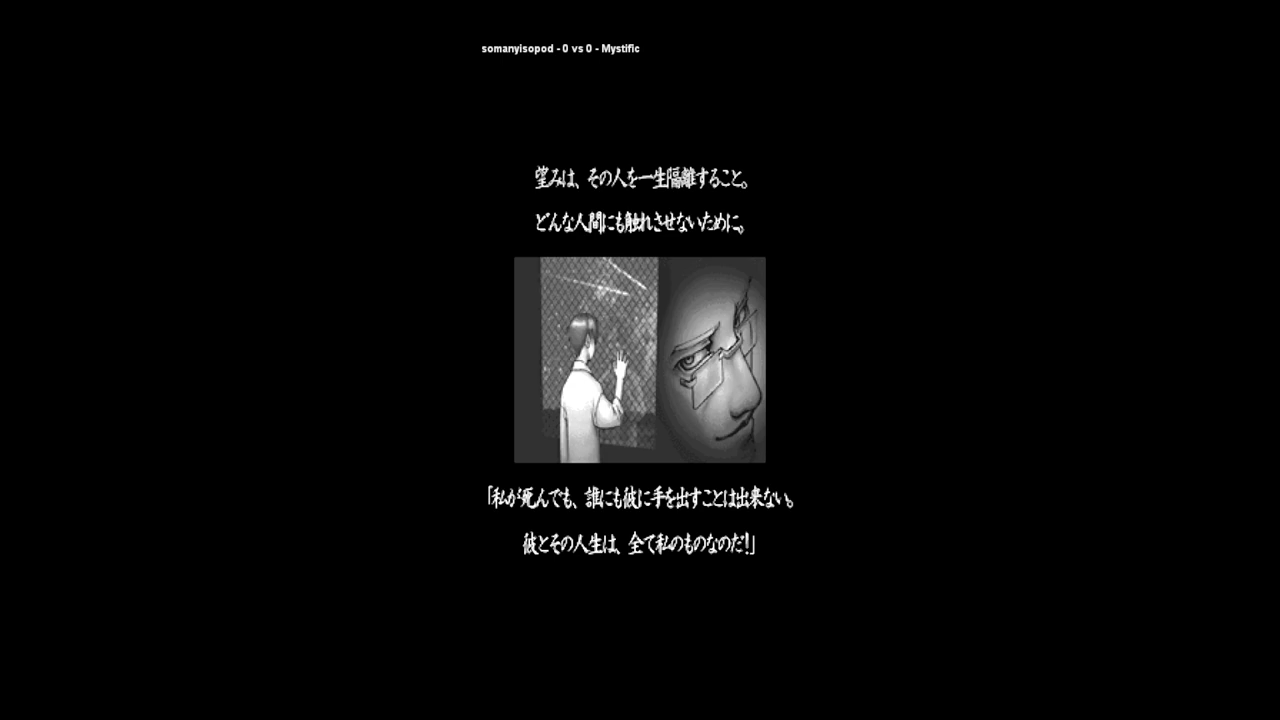 somanyisopod - 0 vs 0 - Mystific
望みは、その人を一生隔離すること。
どんな人間にも触れさせないために。
「私が死んでも、誰にも彼に手を出すことは出来ない。
彼とその人生は、全て私のものなのだ!」